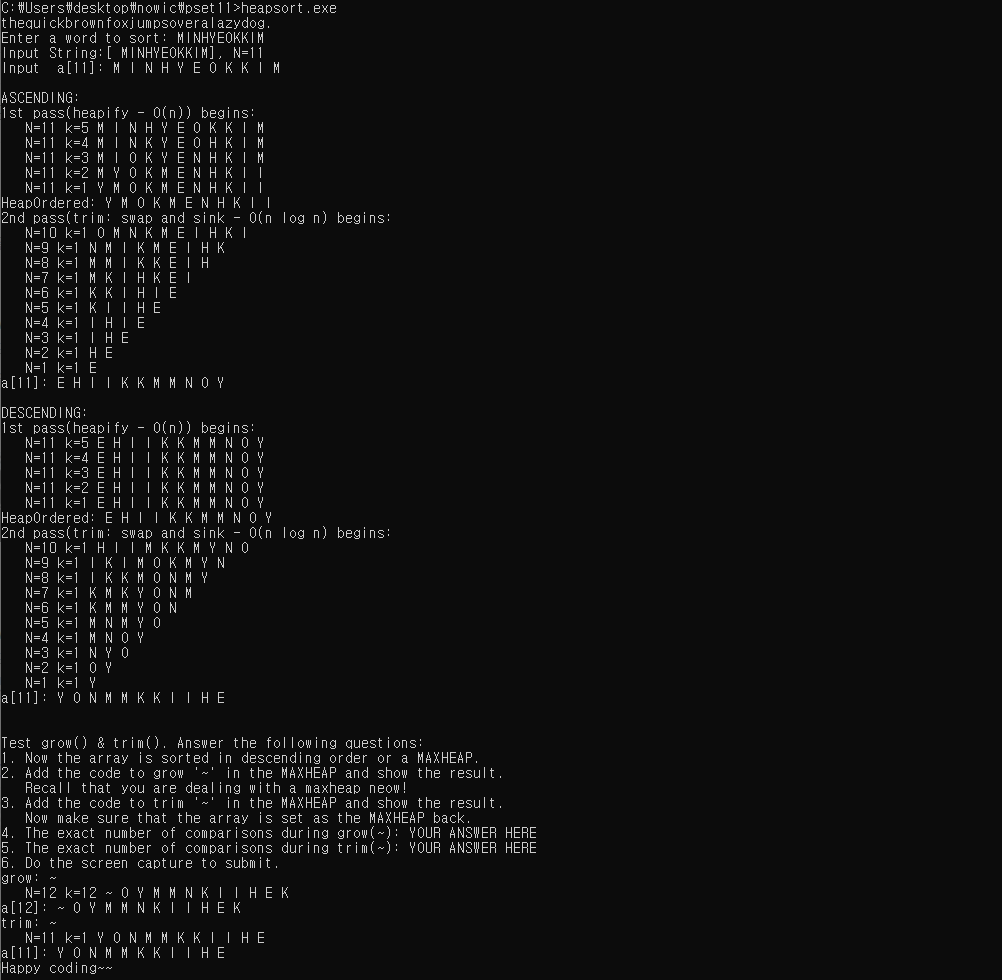 C:₩Users₩desktop₩nowic₩pset11>heapsort.exe
thequickbrownfoxjumpsoveralazydog.
Enter a word to sort: MINHYEOKKIM
Input String:[ MINHYEOKKIM], N=11
Input  a[11]: M I N H Y E O K K I M

ASCENDING:
1st pass(heapify - O(n)) begins:
   N=11 k=5 M I N H Y E O K K I M
   N=11 k=4 M I N K Y E O H K I M
   N=11 k=3 M I O K Y E N H K I M
   N=11 k=2 M Y O K M E N H K I I
   N=11 k=1 Y M O K M E N H K I I
HeapOrdered: Y M O K M E N H K I I
2nd pass(trim: swap and sink - O(n log n) begins:
   N=10 k=1 O M N K M E I H K I
   N=9 k=1 N M I K M E I H K
   N=8 k=1 M M I K K E I H
   N=7 k=1 M K I H K E I
   N=6 k=1 K K I H I E
   N=5 k=1 K I I H E
   N=4 k=1 I H I E
   N=3 k=1 I H E
   N=2 k=1 H E
   N=1 k=1 E
a[11]: E H I I K K M M N O Y

DESCENDING:
1st pass(heapify - O(n)) begins:
   N=11 k=5 E H I I K K M M N O Y
   N=11 k=4 E H I I K K M M N O Y
   N=11 k=3 E H I I K K M M N O Y
   N=11 k=2 E H I I K K M M N O Y
   N=11 k=1 E H I I K K M M N O Y
HeapOrdered: E H I I K K M M N O Y
2nd pass(trim: swap and sink - O(n log n) begins:
   N=10 k=1 H I I M K K M Y N O
   N=9 k=1 I K I M O K M Y N
   N=8 k=1 I K K M O N M Y
   N=7 k=1 K M K Y O N M
   N=6 k=1 K M M Y O N
   N=5 k=1 M N M Y O
   N=4 k=1 M N O Y
   N=3 k=1 N Y O
   N=2 k=1 O Y
   N=1 k=1 Y
a[11]: Y O N M M K K I I H E

Test grow() & trim(). Answer the following questions:
1. Now the array is sorted in descending order or a MAXHEAP.
2. Add the code to grow '~' in the MAXHEAP and show the result.
   Recall that you are dealing with a maxheap neow!
3. Add the code to trim '~' in the MAXHEAP and show the result.
   Now make sure that the array is set as the MAXHEAP back.
4. The exact number of comparisons during grow(~): YOUR ANSWER HERE
5. The exact number of comparisons during trim(~): YOUR ANSWER HERE
6. Do the screen capture to submit.
grow: ~
   N=12 k=12 ~ O Y M M N K I I H E K
a[12]: ~ O Y M M N K I I H E K
trim: ~
   N=11 k=1 Y O N M M K K I I H E
a[11]: Y O N M M K K I I H E
Happy coding~~